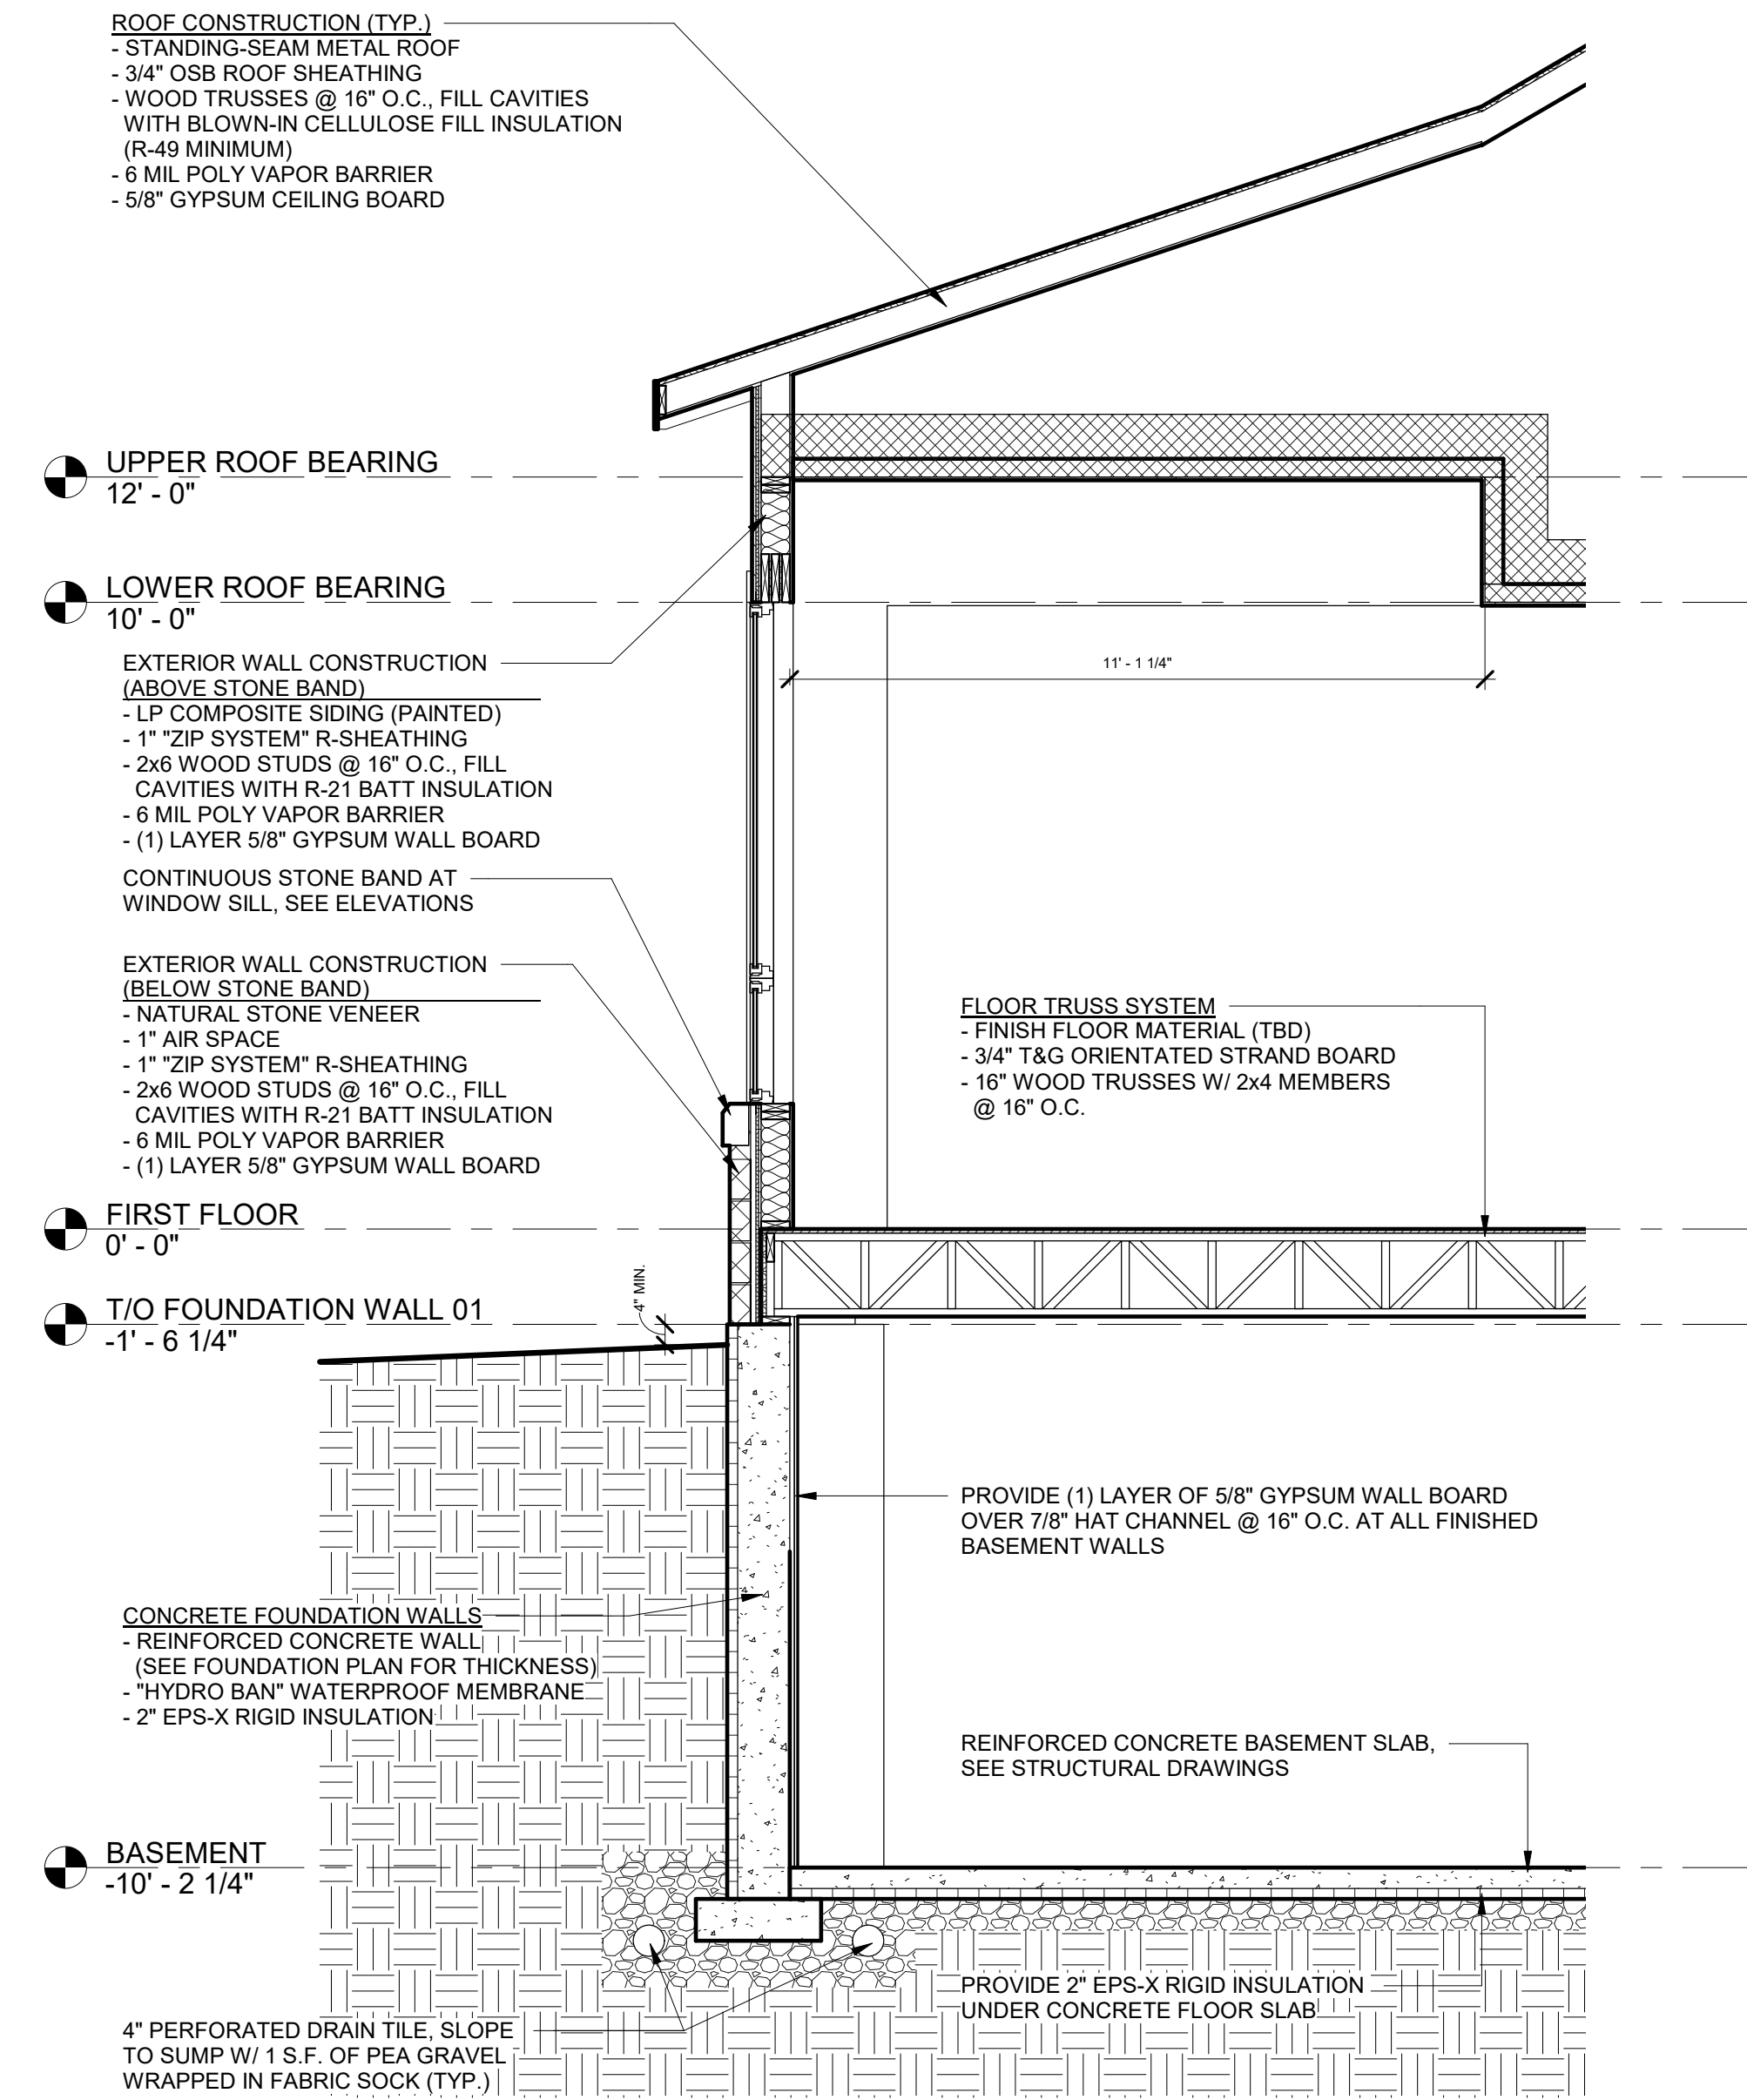 ROOF CONSTRUCTION (TYP.)
- STANDING-SEAM METAL ROOF
- 3/4" OSB ROOF SHEATHING
- WOOD TRUSSES @ 16" O.C., FILL CAVITIES
WITH BLOWN-IN CELLULOSE FILL INSULATION
(R-49 MINIMUM)
- 6 MIL POLY VAPOR BARRIER
- 5/8" GYPSUM CEILING BOARD
UPPER ROOF BEARING
12' - 0"
LOWER ROOF BEARING
10' - 0"
EXTERIOR WALL CONSTRUCTION
(ABOVE STONE BAND)
- LP COMPOSITE SIDING (PAINTED)
- 1" "ZIP SYSTEM" R-SHEATHING
- 2x6 WOOD STUDS @ 16" O.C., FILL
CAVITIES WITH R-21 BATT INSULATION
- 6 MIL POLY VAPOR BARRIER
- (1) LAYER 5/8" GYPSUM WALL BOARD
11' - 1 1/4"
CONTINUOUS STONE BAND AT
WINDOW SILL, SEE ELEVATIONS
EXTERIOR WALL CONSTRUCTION
(BELOW STONE BAND)
- NATURAL STONE VENEER
- 1" AIR SPACE
- 1" "ZIP SYSTEM" R-SHEATHING
- 2x6 WOOD STUDS @ 16" O.C., FILL
CAVITIES WITH R-21 BATT INSULATION
- 6 MIL POLY VAPOR BARRIER
- (1) LAYER 5/8" GYPSUM WALL BOARD
FLOOR TRUSS SYSTEM
- FINISH FLOOR MATERIAL (TBD)
- 3/4" T&G ORIENTATED STRAND BOARD
- 16" WOOD TRUSSES W/ 2x4 MEMBERS
@ 16" O.C.
FIRST FLOOR
0' - 0"
4" MIN.
T/O FOUNDATION WALL 01
-1' - 6 1/4"
PROVIDE (1) LAYER OF 5/8" GYPSUM WALL BOARD
OVER 7/8" HAT CHANNEL @ 16" O.C. AT ALL FINISHED
BASEMENT WALLS
CONCRETE FOUNDATION WALLS
- REINFORCED CONCRETE WALL
(SEE FOUNDATION PLAN FOR THICKNESS)
- "HYDRO BAN" WATERPROOF MEMBRANE
- 2" EPS-X RIGID INSULATION
REINFORCED CONCRETE BASEMENT SLAB,
SEE STRUCTURAL DRAWINGS
BASEMENT
-10' - 2 1/4"
PROVIDE 2" EPS-X RIGID INSULATION
UNDER CONCRETE FLOOR SLAB
4" PERFORATED DRAIN TILE, SLOPE
TO SUMP W/ 1 S.F. OF PEA GRAVEL
WRAPPED IN FABRIC SOCK (TYP.)